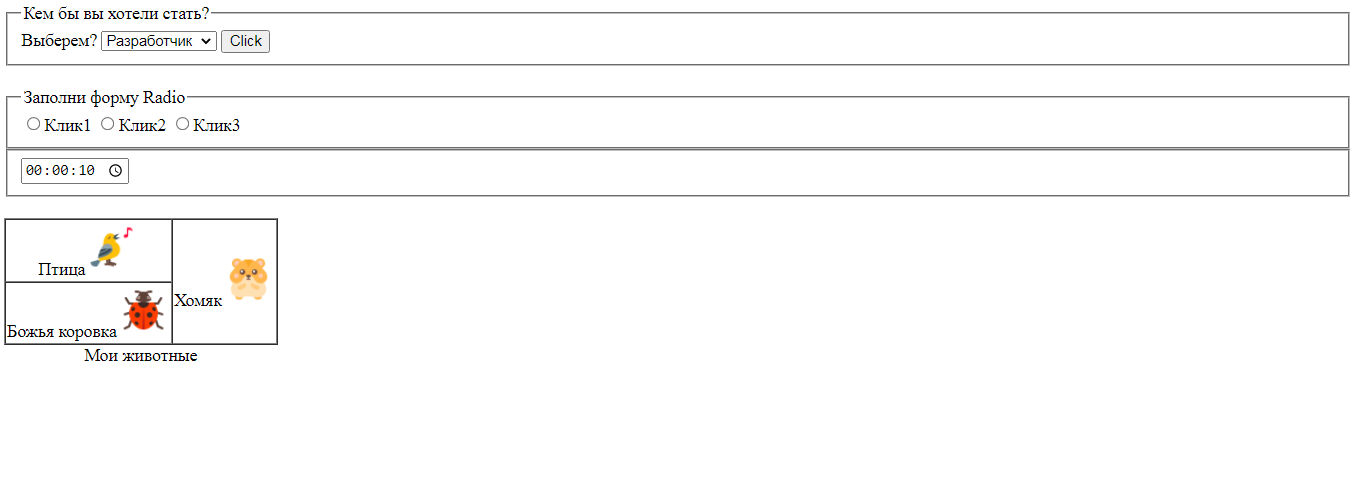 Кем бы вы хотели стать?
Выберем? Разработчик Click
Заполни форму Radio
Клик1 Клик2 Клик3
00:00:10
Птица
Хомяк
Божья коровка
Мои животные